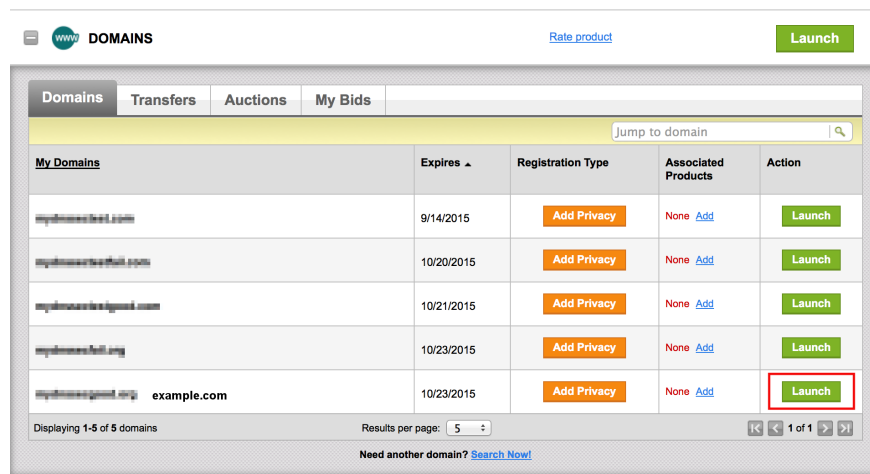 www DOMAINS Rate product Launch
Domains Transfers Auctions My Bids
Jump to domain
My Domains Expires Registration Type Associated Products Action
9/14/2015 Add Privacy None Add Launch
10/20/2015 Add Privacy None Add Launch
10/21/2015 Add Privacy None Add Launch
10/23/2015 Add Privacy None Add Launch
example.com 10/23/2015 Add Privacy None Add Launch
Displaying 1-5 of 5 domains Results per page: 5 1 of 1
Need another domain? Search Now!